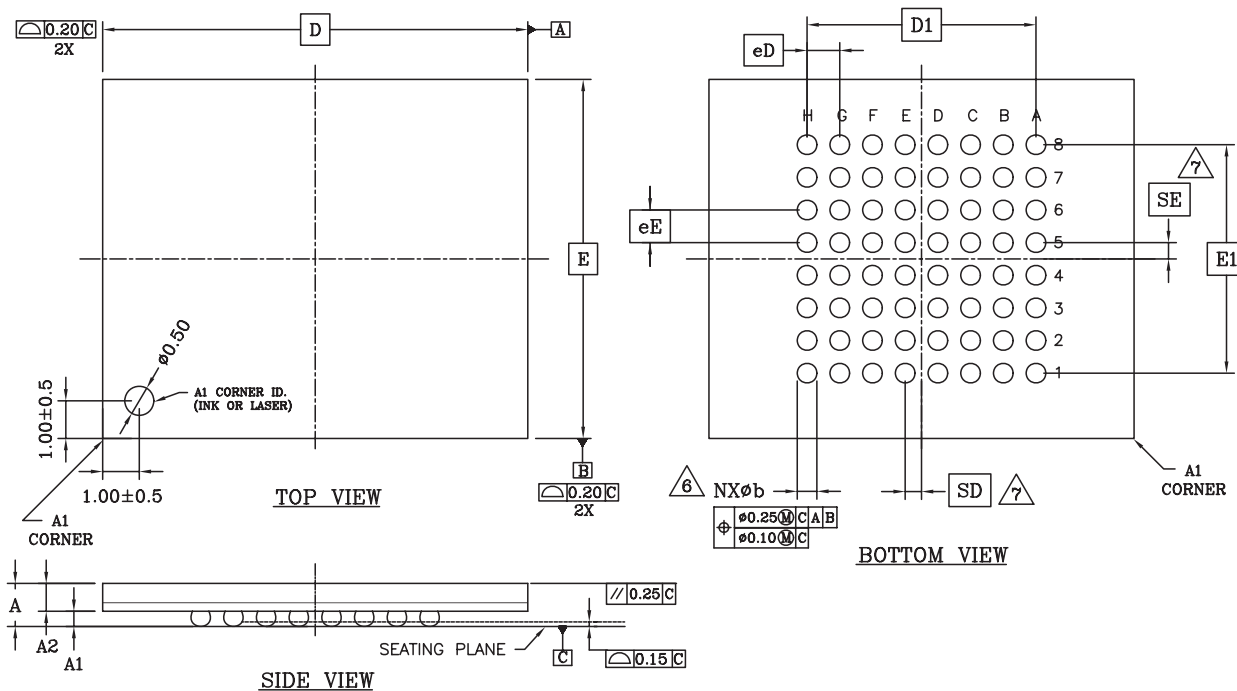 ⌓ 0.20 C
2X
D
A
E
B
⌓ 0.20 C
2X
ø0.50
A1 CORNER ID.
(INK OR LASER)
1.00±0.5
1.00±0.5
A1
CORNER
TOP VIEW
D1
eD
H G F E D C B A
8
7
6
5
4
3
2
1
7
SE
eE
E1
6
NXøb
⌖ ø0.25 Ⓜ C A B
ø0.10 Ⓜ C
SD
7
A1
CORNER
BOTTOM VIEW
A
A2
A1
// 0.25 C
SEATING PLANE
C
⌓ 0.15 C
SIDE VIEW